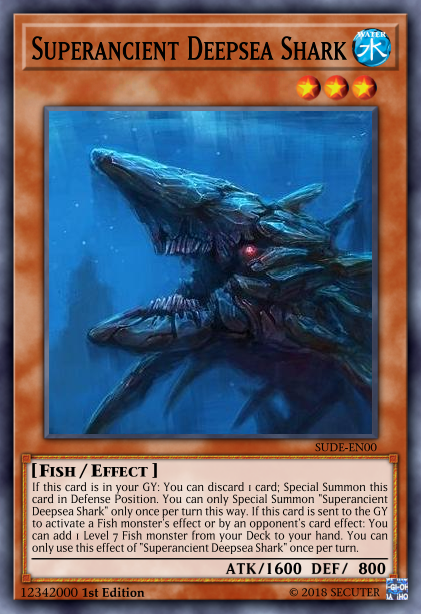 Superancient Deepsea Shark
WATER
水
SUDE-EN00
[Fish / Effect]
If this card is in your GY: You can discard 1 card; Special Summon this
card in Defense Position. You can only Special Summon "Superancient
Deepsea Shark" only once per turn this way. If this card is sent to the GY
to activate a Fish monster's effect or by an opponent's card effect: You
can add 1 Level 7 Fish monster from your Deck to your hand. You can
only use this effect of "Superancient Deepsea Shark" once per turn.
ATK/1600 DEF/ 800
12342000 1st Edition
© 2018 SECUTER